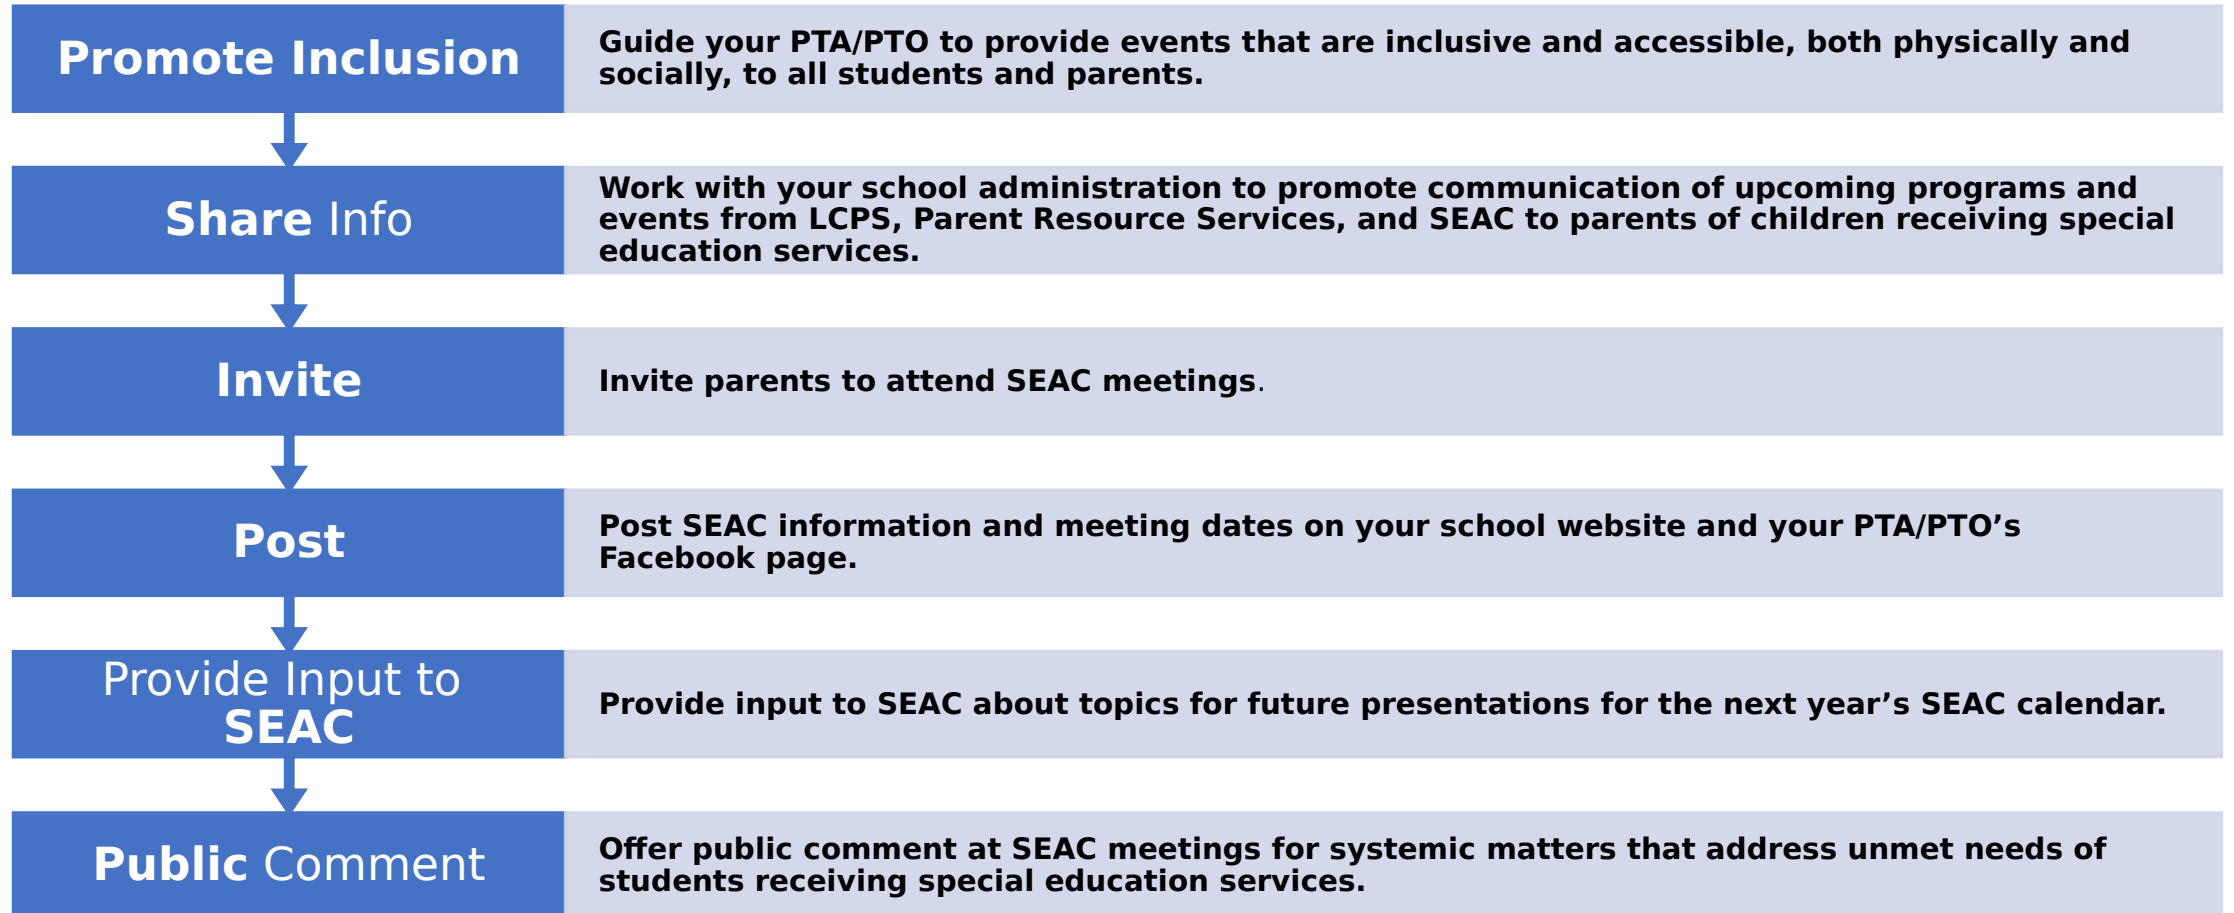 Promote Inclusion
Guide your PTA/PTO to provide events that are inclusive and accessible, both physically and
socially, to all students and parents.
Share Info
Work with your school administration to promote communication of upcoming programs and
events from LCPS, Parent Resource Services, and SEAC to parents of children receiving special
education services.
Invite
Invite parents to attend SEAC meetings.
Post
Post SEAC information and meeting dates on your school website and your PTA/PTO’s
Facebook page.
Provide Input to
SEAC
Provide input to SEAC about topics for future presentations for the next year’s SEAC calendar.
Public Comment
Offer public comment at SEAC meetings for systemic matters that address unmet needs of
students receiving special education services.